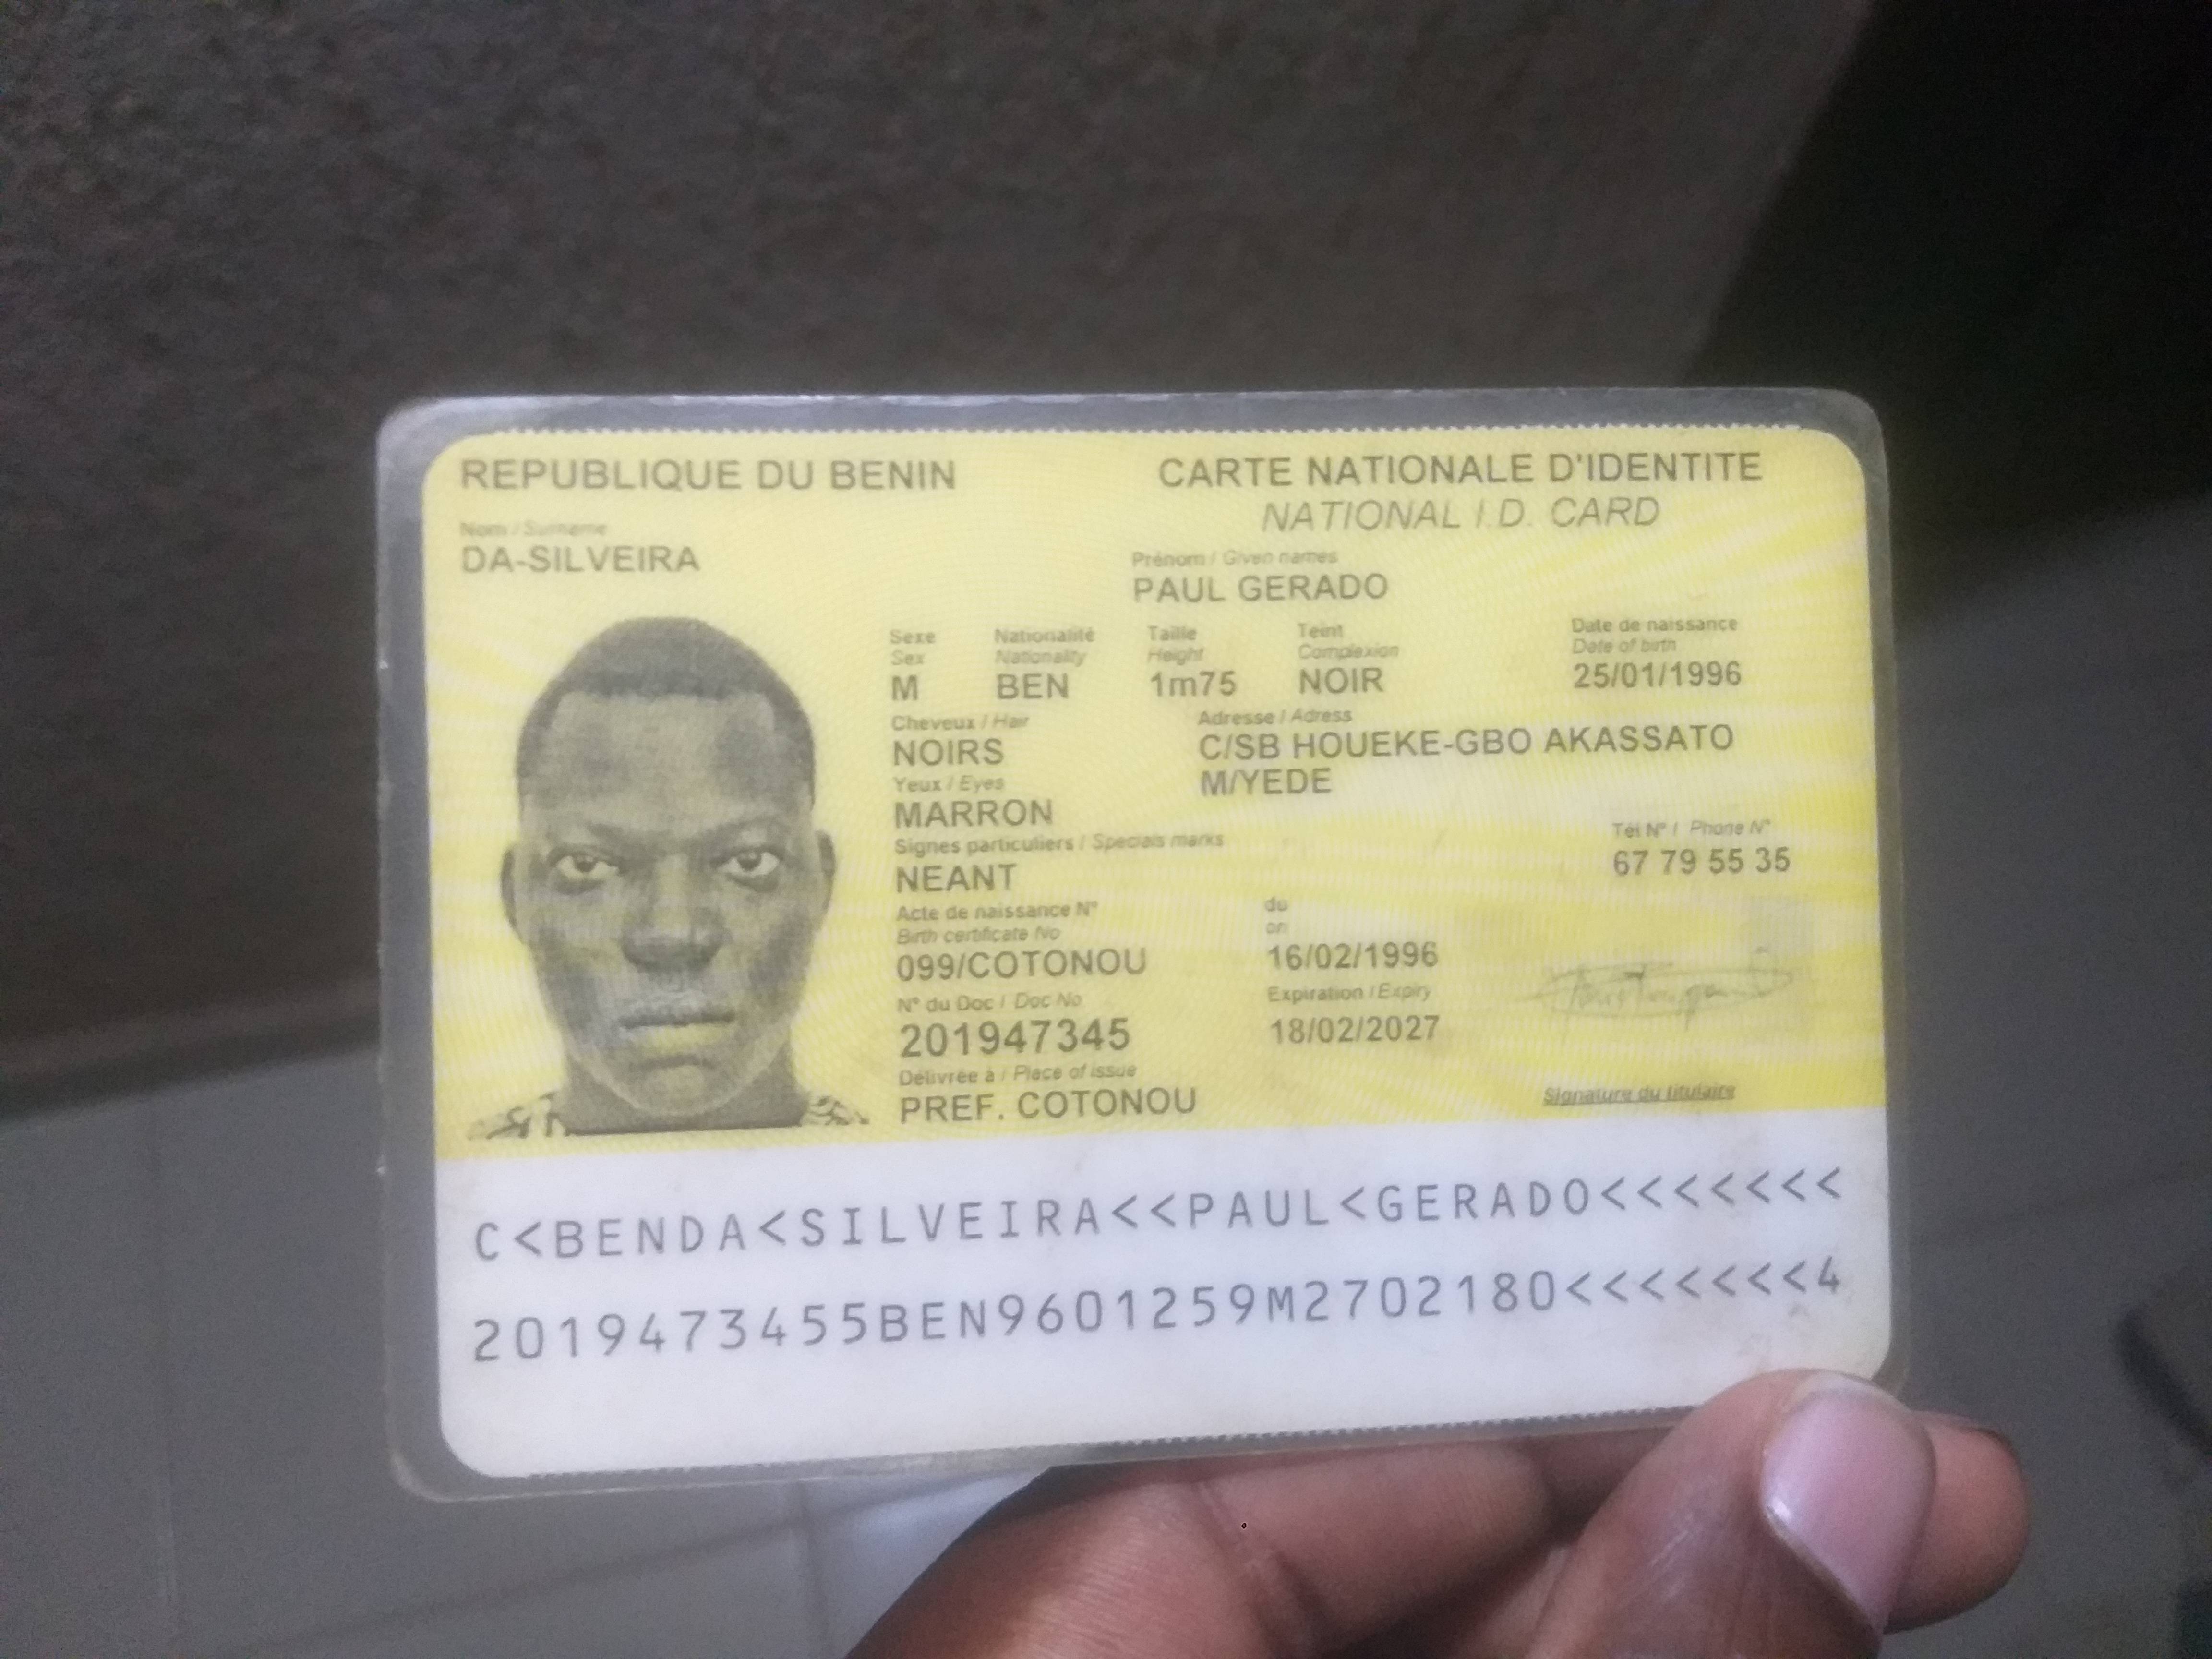 REPUBLIQUE DU BENIN
CARTE NATIONALE D'IDENTITE
NATIONAL I.D. CARD
Nom / Surname
DA-SILVEIRA
Prénom / Given names
PAUL GERADO
Sexe Nationalité Taille Teint Date de naissance
Sex Nationality Height Complexion Date of birth
M BEN 1m75 NOIR 25/01/1996
Cheveux / Hair Adresse / Adress
NOIRS C/SB HOUEKE-GBO AKASSATO
Yeux / Eyes M/YEDE
MARRON
Signes particuliers / Specials marks Tél N° / Phone N°
NEANT 67 79 55 35
Acte de naissance N° du
Birth certificate No on
099/COTONOU 16/02/1996
N° du Doc / Doc No Expiration / Expiry
201947345 18/02/2027
Délivrée à / Place of issue
PREF. COTONOU
Signature du titulaire
C<BENDA<SILVEIRA<<PAUL<GERADO<<<<<<<
2019473455BEN9601259M2702180<<<<<<<4